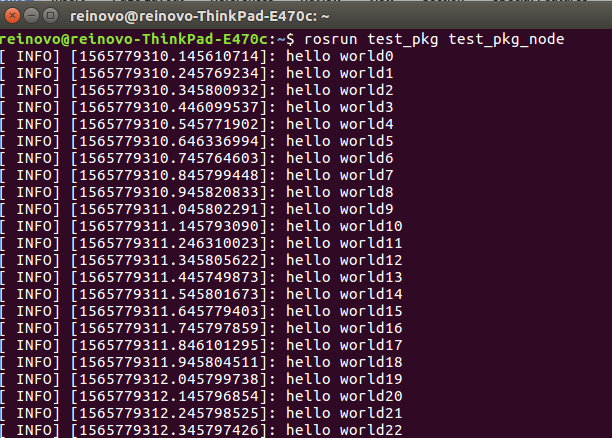 reinovo@reinovo-ThinkPad-E470c: ~
reinovo@reinovo-ThinkPad-E470c:~$ rosrun test_pkg test_pkg_node
[ INFO] [1565779310.145610714]: hello world0
[ INFO] [1565779310.245769234]: hello world1
[ INFO] [1565779310.345800932]: hello world2
[ INFO] [1565779310.446099537]: hello world3
[ INFO] [1565779310.545771902]: hello world4
[ INFO] [1565779310.646336994]: hello world5
[ INFO] [1565779310.745764603]: hello world6
[ INFO] [1565779310.845799448]: hello world7
[ INFO] [1565779310.945820833]: hello world8
[ INFO] [1565779311.045802291]: hello world9
[ INFO] [1565779311.145793090]: hello world10
[ INFO] [1565779311.246310023]: hello world11
[ INFO] [1565779311.345805622]: hello world12
[ INFO] [1565779311.445749873]: hello world13
[ INFO] [1565779311.545801673]: hello world14
[ INFO] [1565779311.645779403]: hello world15
[ INFO] [1565779311.745797859]: hello world16
[ INFO] [1565779311.846101295]: hello world17
[ INFO] [1565779311.945804511]: hello world18
[ INFO] [1565779312.045799738]: hello world19
[ INFO] [1565779312.145796854]: hello world20
[ INFO] [1565779312.245798525]: hello world21
[ INFO] [1565779312.345797426]: hello world22